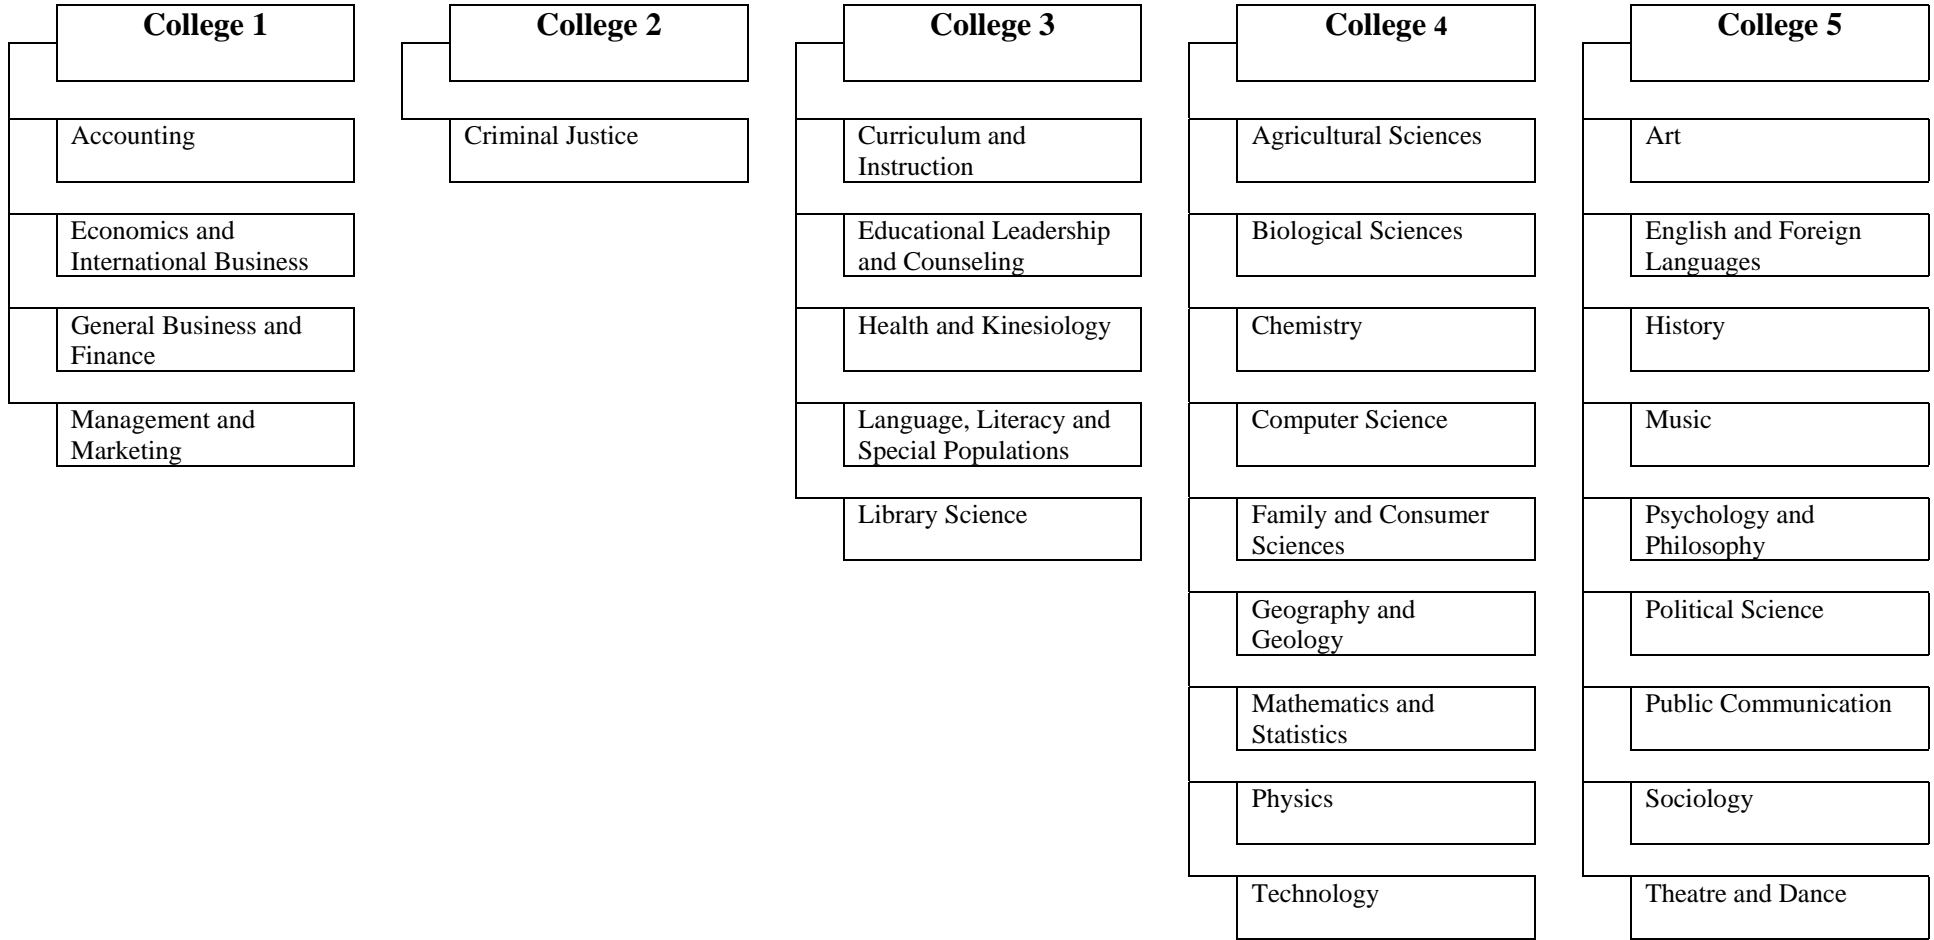 College 1
Accounting
Economics and
International Business
General Business and
Finance
Management and
Marketing
College 2
Criminal Justice
College 3
Curriculum and
Instruction
Educational Leadership
and Counseling
Health and Kinesiology
Language, Literacy and
Special Populations
Library Science
College 4
Agricultural Sciences
Biological Sciences
Chemistry
Computer Science
Family and Consumer
Sciences
Geography and
Geology
Mathematics and
Statistics
Physics
Technology
College 5
Art
English and Foreign
Languages
History
Music
Psychology and
Philosophy
Political Science
Public Communication
Sociology
Theatre and Dance